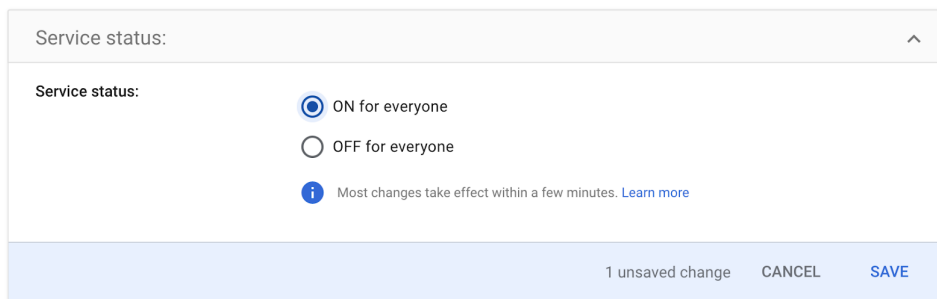 Service status:
Service status:
ON for everyone
OFF for everyone
Most changes take effect within a few minutes. Learn more
1 unsaved change CANCEL SAVE